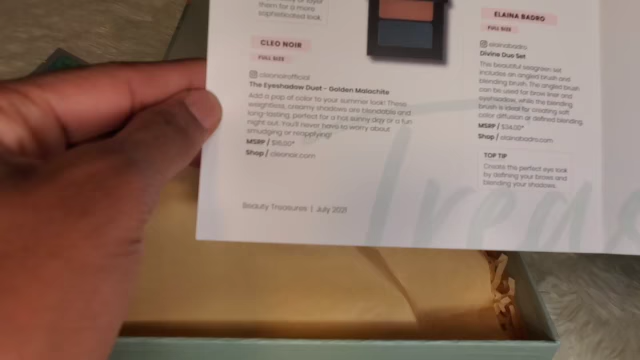 them for a more
sophisticated look.
CLEO NOIR
FULL SIZE
cleonoirofficial
The Eyeshadow Duet - Golden Malachite
Add a pop of color to your summer look! These
weightless, creamy shadows are blendable and
long-lasting, perfect for a hot sunny day or a fun
night out. You'll never have to worry about
smudging or reapplying!
MSRP /
Shop / cleonoir.com
Beauty Treasures | July 2021
ELAINA BADRO
FULL SIZE
elainabadro
Divine Duo Set
This beautiful seagreen set
includes an angled brush and
blending brush. The angled brush
can be used for brow liner and
eyeshadow, while the blending
brush is ideal for creating soft
color diffusion or defined blending.
MSRP / $24.00*
Shop / elainabadro.com
TOP TIP
Create the perfect eye look
by defining your brows and
blending your shadows.
Treas